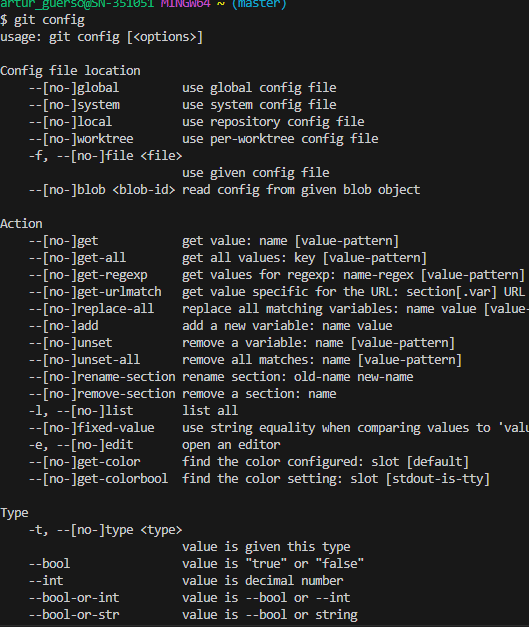 artur_guerso@SN-351051 MINGW64 ~ (master)
$ git config
usage: git config [<options>]
Config file location
--[no-]global use global config file
--[no-]system use system config file
--[no-]local use repository config file
--[no-]worktree use per-worktree config file
-f, --[no-]file <file>
use given config file
--[no-]blob <blob-id> read config from given blob object
Action
--[no-]get get value: name [value-pattern]
--[no-]get-all get all values: key [value-pattern]
--[no-]get-regexp get values for regexp: name-regex [value-pattern]
--[no-]get-urlmatch get value specific for the URL: section[.var] URL
--[no-]replace-all replace all matching variables: name value [value-
--[no-]add add a new variable: name value
--[no-]unset remove a variable: name [value-pattern]
--[no-]unset-all remove all matches: name [value-pattern]
--[no-]rename-section rename section: old-name new-name
--[no-]remove-section remove a section: name
-l, --[no-]list list all
--[no-]fixed-value use string equality when comparing values to 'valu
-e, --[no-]edit open an editor
--[no-]get-color find the color configured: slot [default]
--[no-]get-colorbool find the color setting: slot [stdout-is-tty]
Type
-t, --[no-]type <type>
value is given this type
--bool value is "true" or "false"
--int value is decimal number
--bool-or-int value is --bool or --int
--bool-or-str value is --bool or string